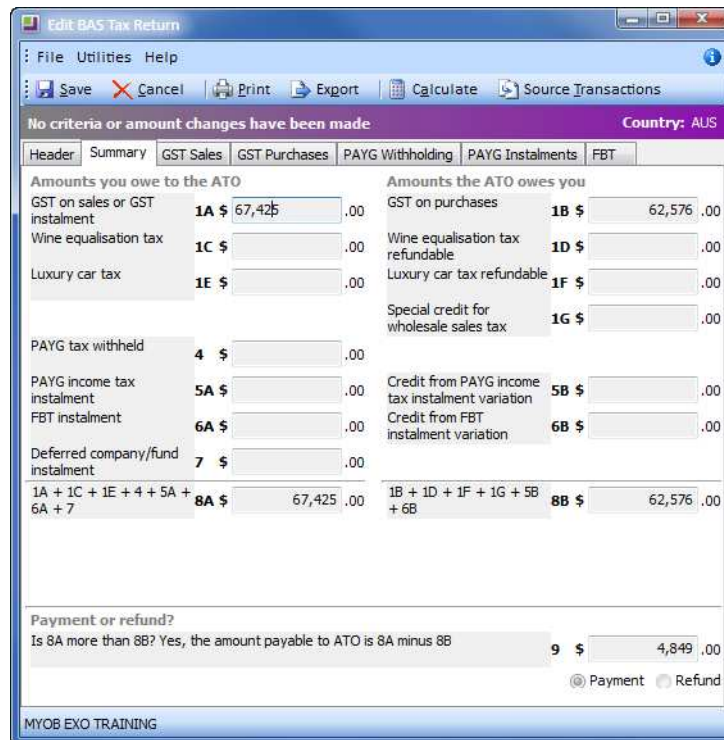 Edit BAS Tax Return
File Utilities Help
Save Cancel Print Export Calculate Source Transactions
No criteria or amount changes have been made Country: AUS
Header Summary GST Sales GST Purchases PAYG Withholding PAYG Instalments FBT
Amounts you owe to the ATO
GST on sales or GST
instalment 1A $ 67,425 .00
Wine equalisation tax 1C $ .00
Luxury car tax 1E $ .00
PAYG tax withheld 4 $ .00
PAYG income tax
instalment 5A $ .00
FBT instalment 6A $ .00
Deferred company/fund
instalment 7 $ .00
1A + 1C + 1E + 4 + 5A +
6A + 7 8A $ 67,425 .00
Amounts the ATO owes you
GST on purchases 1B $ 62,576 .00
Wine equalisation tax
refundable 1D $ .00
Luxury car tax refundable 1F $ .00
Special credit for
wholesale sales tax 1G $ .00
Credit from PAYG income
tax instalment variation 5B $ .00
Credit from FBT
instalment variation 6B $ .00
1B + 1D + 1F + 1G + 5B
+ 6B 8B $ 62,576 .00
Payment or refund?
Is 8A more than 8B? Yes, the amount payable to ATO is 8A minus 8B 9 $ 4,849 .00
Payment Refund
MYOB EXO TRAINING